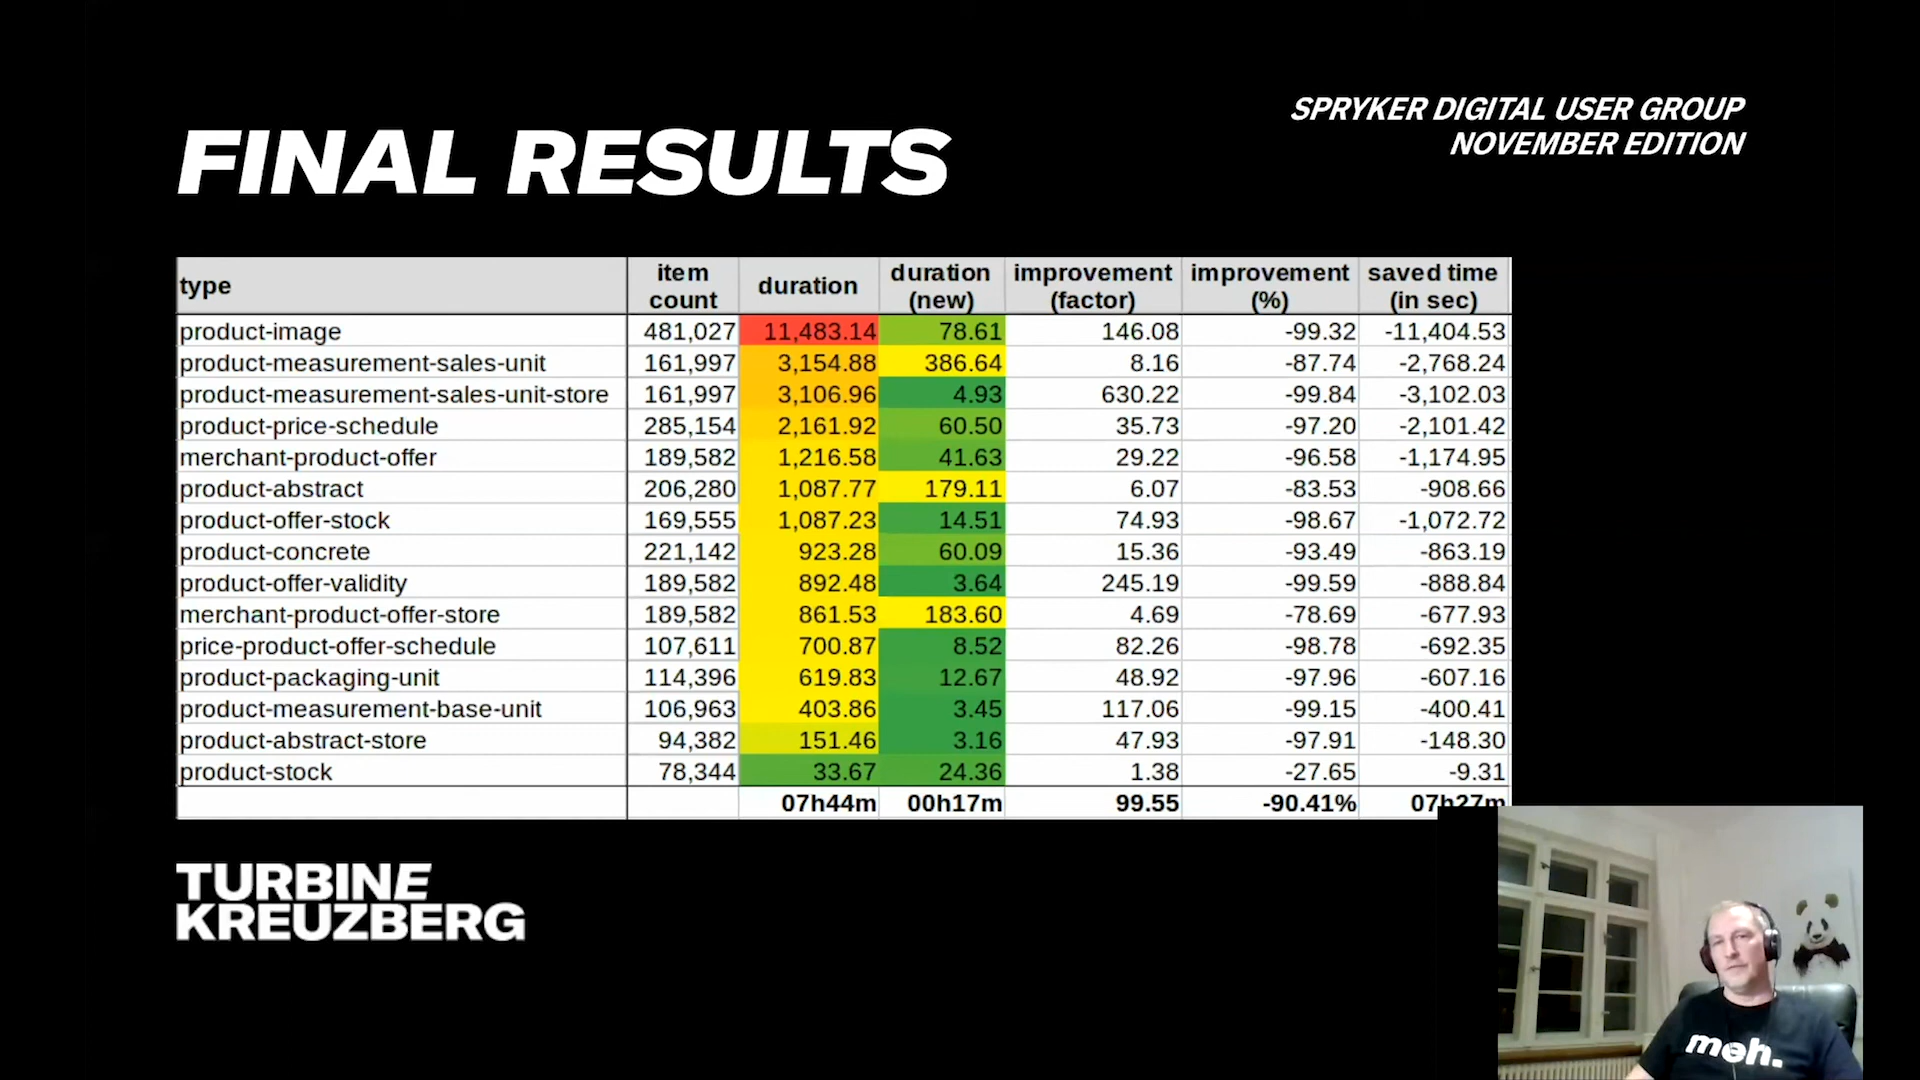 SPRYKER DIGITAL USER GROUP
NOVEMBER EDITION
FINAL RESULTS
type item count duration duration (new) improvement (factor) improvement (%) saved time (in sec)
product-image 481,027 11,483.14 78.61 146.08 -99.32 -11,404.53
product-measurement-sales-unit 161,997 3,154.88 386.64 8.16 -87.74 -2,768.24
product-measurement-sales-unit-store 161,997 3,106.96 4.93 630.22 -99.84 -3,102.03
product-price-schedule 285,154 2,161.92 60.50 35.73 -97.20 -2,101.42
merchant-product-offer 189,582 1,216.58 41.63 29.22 -96.58 -1,174.95
product-abstract 206,280 1,087.77 179.11 6.07 -83.53 -908.66
product-offer-stock 169,555 1,087.23 14.51 74.93 -98.67 -1,072.72
product-concrete 221,142 923.28 60.09 15.36 -93.49 -863.19
product-offer-validity 189,582 892.48 3.64 245.19 -99.59 -888.84
merchant-product-offer-store 189,582 861.53 183.60 4.69 -78.69 -677.93
price-product-offer-schedule 107,611 700.87 8.52 82.26 -98.78 -692.35
product-packaging-unit 114,396 619.83 12.67 48.92 -97.96 -607.16
product-measurement-base-unit 106,963 403.86 3.45 117.06 -99.15 -400.41
product-abstract-store 94,382 151.46 3.16 47.93 -97.91 -148.30
product-stock 78,344 33.67 24.36 1.38 -27.65 -9.31
07h44m 00h17m 99.55 -90.41% 07h27m
TURBINE
KREUZBERG
meh.